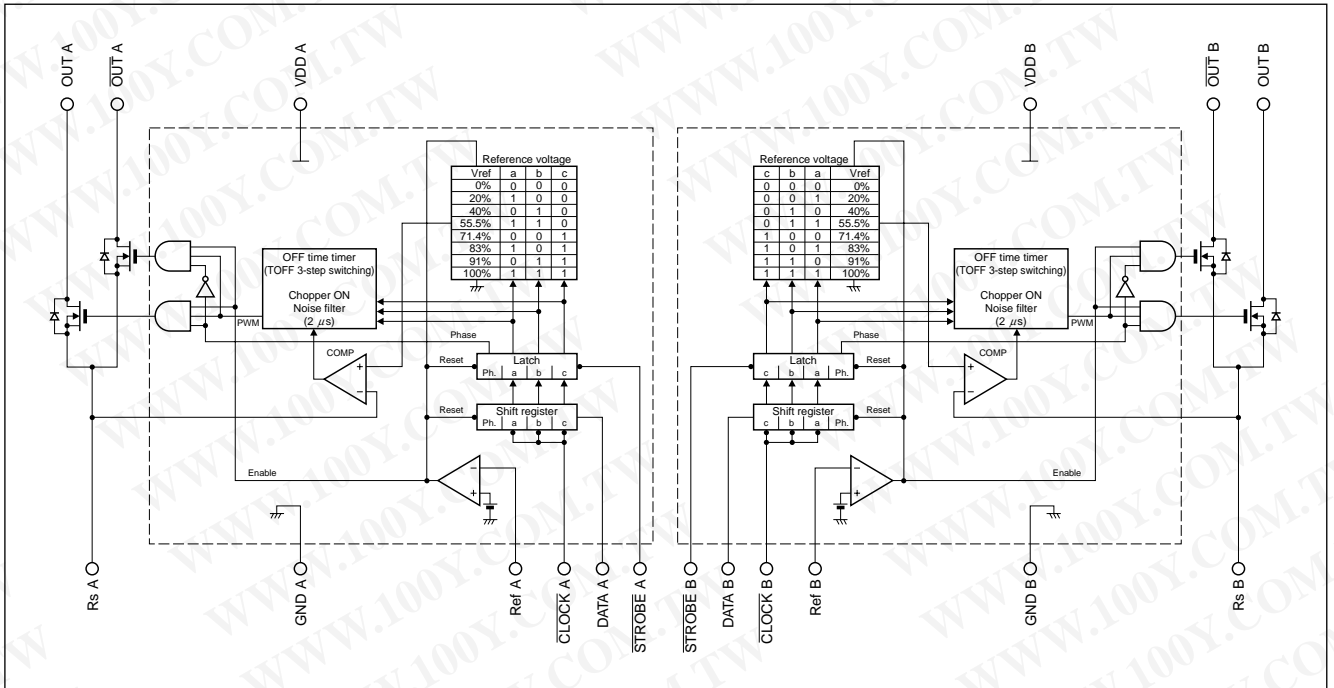 OUT A
OUT A
VDD A
VDD B
OUT B
OUT B
Reference voltage
Vref a b c
0% 0 0 0
20% 1 0 0
40% 0 1 0
55.5% 1 1 0
71.4% 0 0 1
83% 1 0 1
91% 0 1 1
100% 1 1 1
OFF time timer
(TOFF 3-step switching)
Chopper ON
Noise filter
(2 μs)
PWM
COMP
+
−
Phase
Reset
Latch
Ph. a b c
Reset
Shift register
Ph. a b c
Enable
−
+
Reference voltage
c b a Vref
0 0 0 0%
0 0 1 20%
0 1 0 40%
0 1 1 55.5%
1 0 0 71.4%
1 0 1 83%
1 1 0 91%
1 1 1 100%
OFF time timer
(TOFF 3-step switching)
Chopper ON
Noise filter
(2 μs)
PWM
COMP
+
−
Phase
Latch
c b a Ph.
Reset
Shift register
c b a Ph.
Reset
Enable
−
+
Rs A
GND A
Ref A
CLOCK A
DATA A
STROBE A
STROBE B
DATA B
CLOCK B
Ref B
GND B
Rs B
WWW.100Y.COM.TW